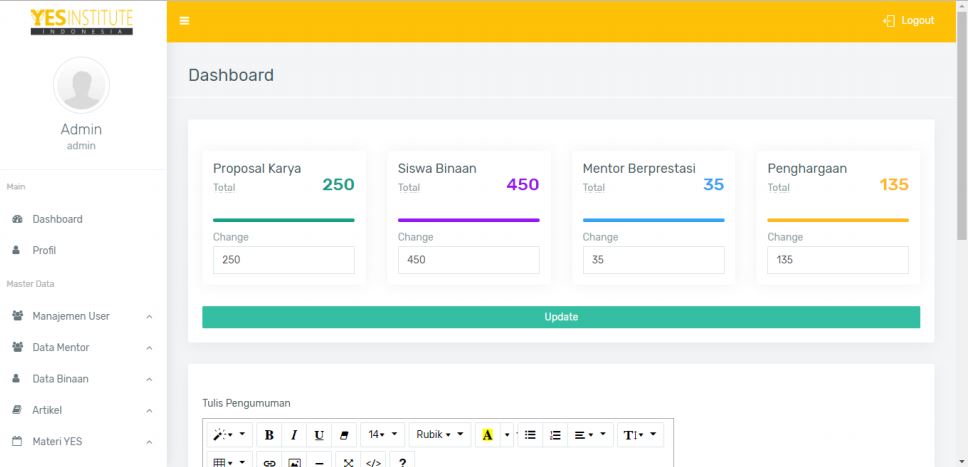 YES INSTITUTE
INDONESIA
Logout
Dashboard
Admin
admin
Main
Dashboard
Profil
Master Data
Manajemen User
Data Mentor
Data Binaan
Artikel
Materi YES
Proposal Karya
Total 250
Change
250
Siswa Binaan
Total 450
Change
450
Mentor Berprestasi
Total 35
Change
35
Penghargaan
Total 135
Change
135
Update
Tulis Pengumuman
B I U 14 Rubik A T
</> ?